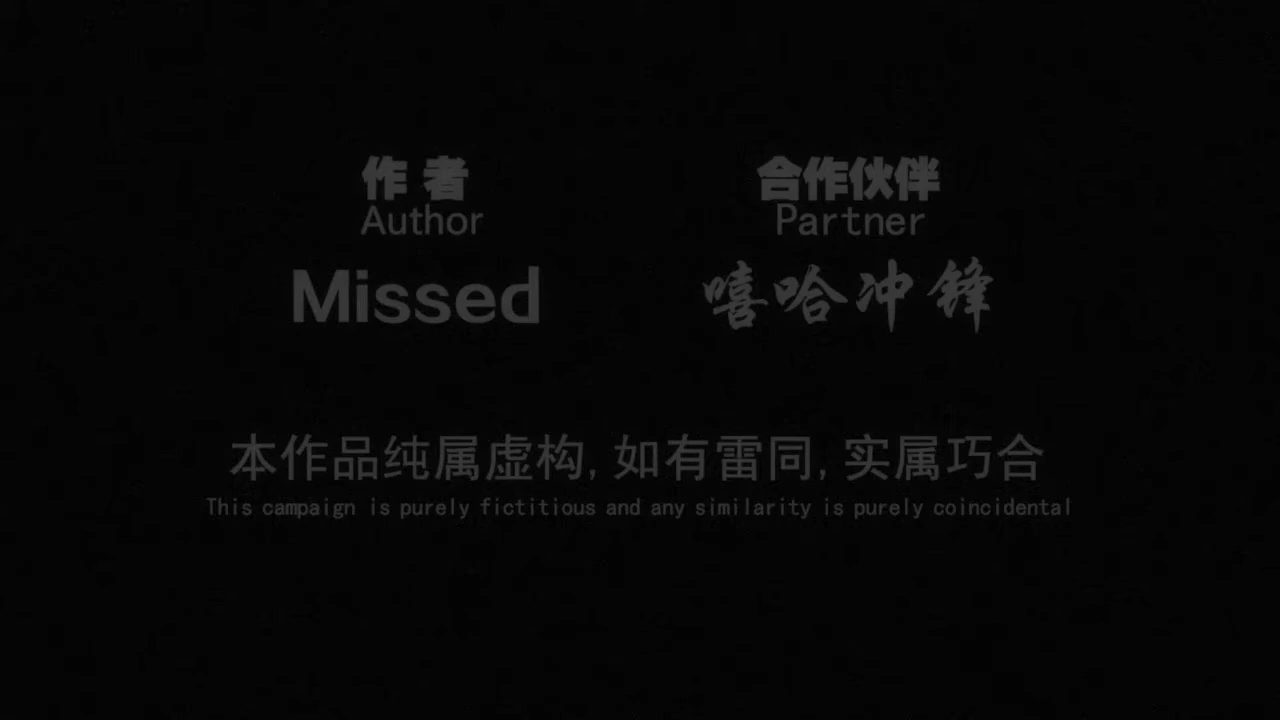 作 者
Author
Missed
合作伙伴
Partner
嘻哈冲锋
本作品纯属虚构,如有雷同,实属巧合
This campaign is purely fictitious and any similarity is purely coincidental